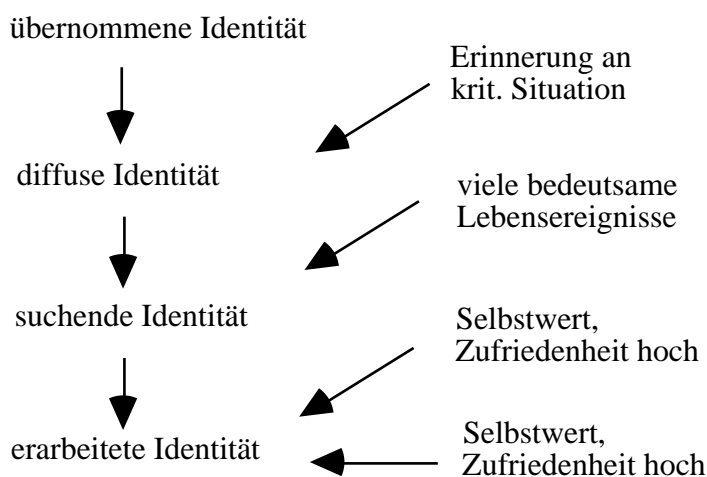 übernommene Identität
Erinnerung an
krit. Situation
diffuse Identität
viele bedeutsame
Lebensereignisse
suchende Identität
Selbstwert,
Zufriedenheit hoch
erarbeitete Identität
Selbstwert,
Zufriedenheit hoch